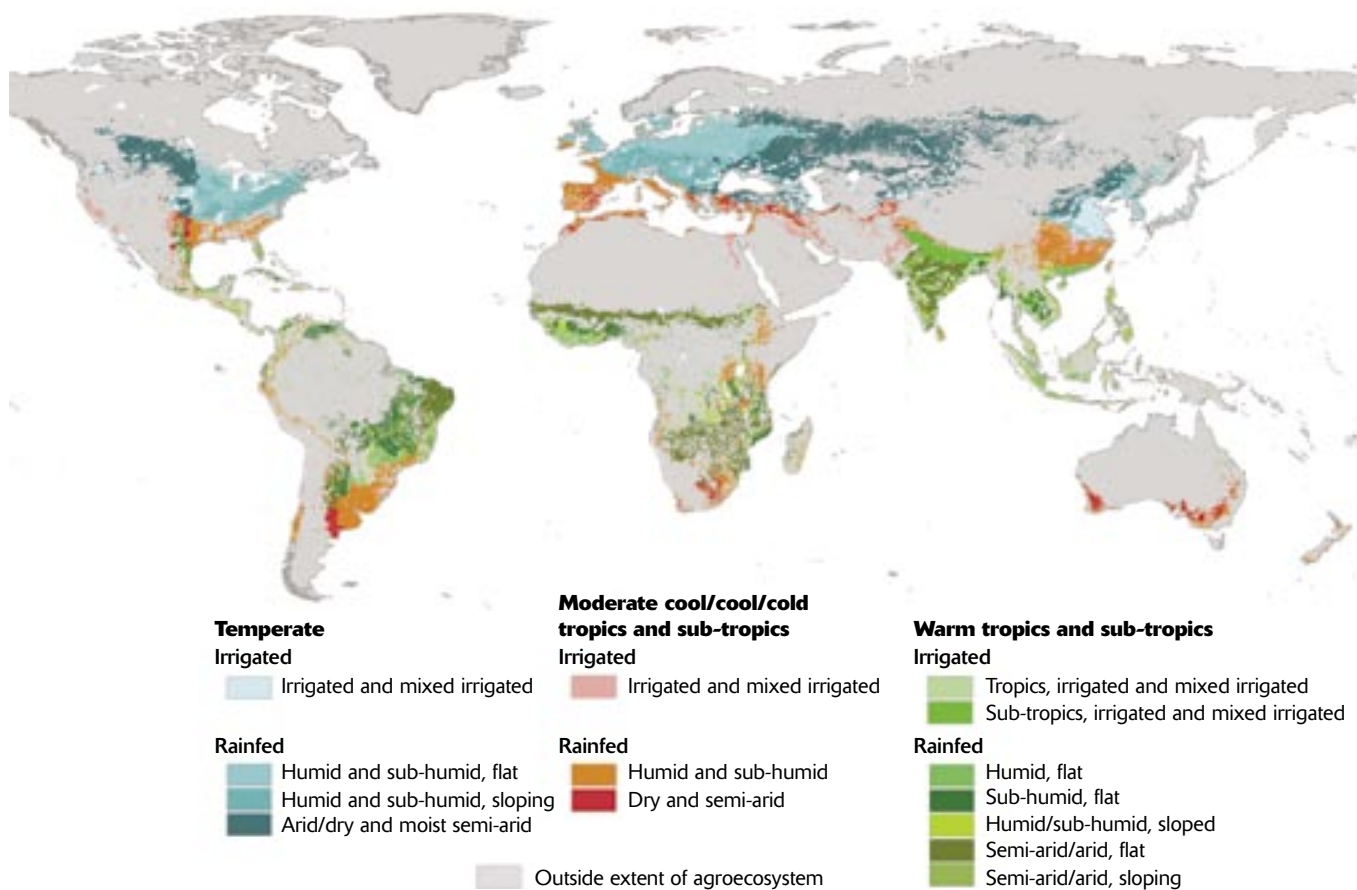 Temperate
Irrigated
Irrigated and mixed irrigated
Rainfed
Humid and sub-humid, flat
Humid and sub-humid, sloping
Arid/dry and moist semi-arid
Moderate cool/cool/cold
tropics and sub-tropics
Irrigated
Irrigated and mixed irrigated
Rainfed
Humid and sub-humid
Dry and semi-arid
Warm tropics and sub-tropics
Irrigated
Tropics, irrigated and mixed irrigated
Sub-tropics, irrigated and mixed irrigated
Rainfed
Humid, flat
Sub-humid, flat
Humid/sub-humid, sloped
Semi-arid/arid, flat
Semi-arid/arid, sloping
Outside extent of agroecosystem